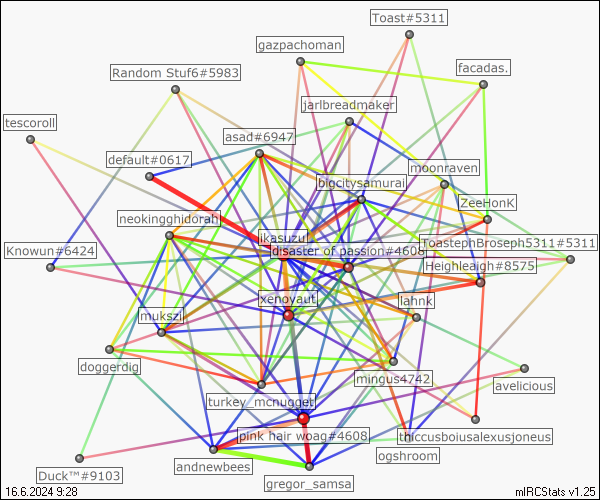 Toast#5311
gazpachoman
facadas.
Random Stuf6#5983
jarlbreadmaker
tescoroll
asad#6947
default#0617
moonraven
bigcitysamurai
ZeeHonK
neokingghidorah
ikasuzu
ToastephBroseph5311#5311
Knowun#6424
disaster of passion#4608
Heighleaigh#8575
xenoyaut
lahnk
mukszi
doggerdig
mingus4742
avelicious
turkey_mcnugget
pink hair woag#4608
thiccusboiusalexusjoneus
ogshroom
andnewbees
Duck™#9103
gregor_samsa
16.6.2024 9:28
mIRCStats v1.25